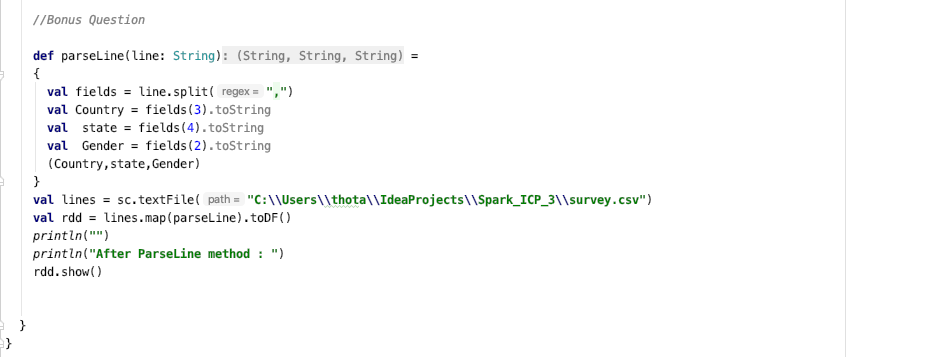 //Bonus Question
def parseLine(line: String): (String, String, String) =
{
val fields = line.split( regex = ",")
val Country = fields(3).toString
val  state = fields(4).toString
val  Gender = fields(2).toString
(Country,state,Gender)
}
val lines = sc.textFile( path = "C:\\Users\\thota\\IdeaProjects\\Spark_ICP_3\\survey.csv")
val rdd = lines.map(parseLine).toDF()
println("")
println("After ParseLine method : ")
rdd.show()
}
}